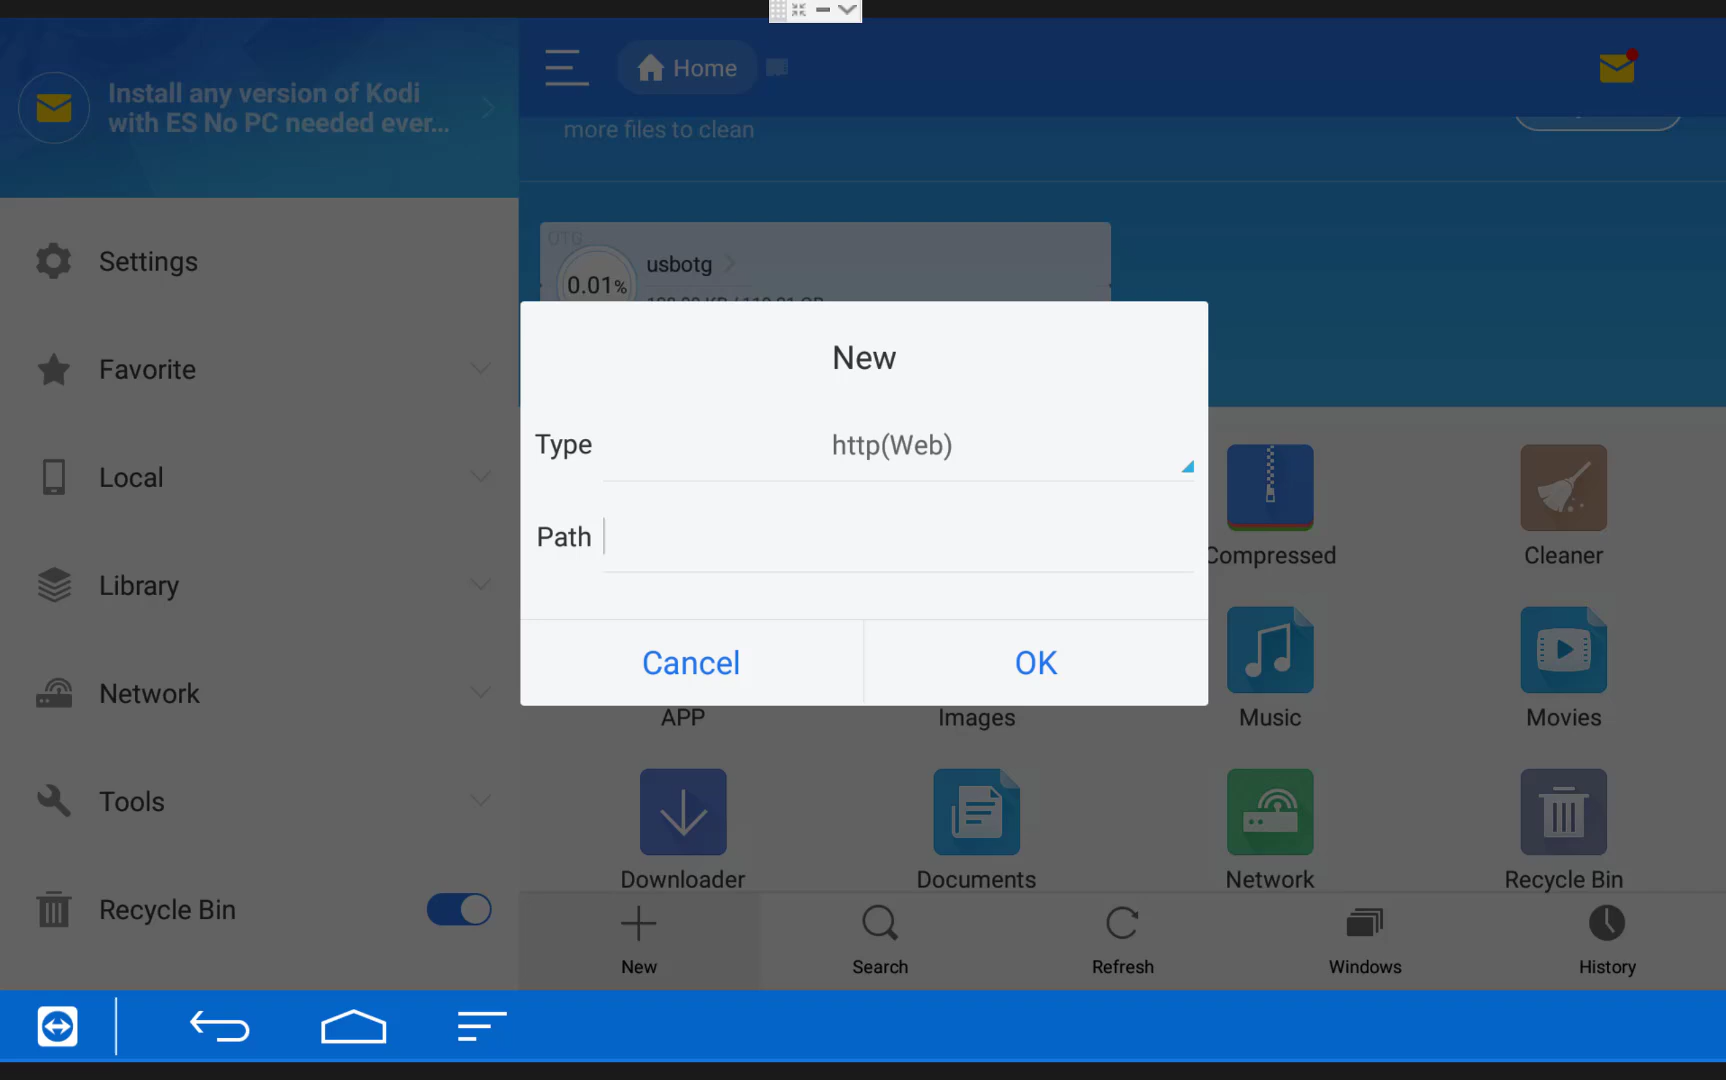 Install any version of Kodi
with ES No PC needed ever...
Home
more files to clean
Settings
OTG
usbotg
0.01%
Favorite
New
Type
http(Web)
Local
Path
Compressed
Cleaner
Library
Cancel
OK
Network
APP
Images
Music
Movies
Tools
Downloader
Documents
Network
Recycle Bin
Recycle Bin
New
Search
Refresh
Windows
History